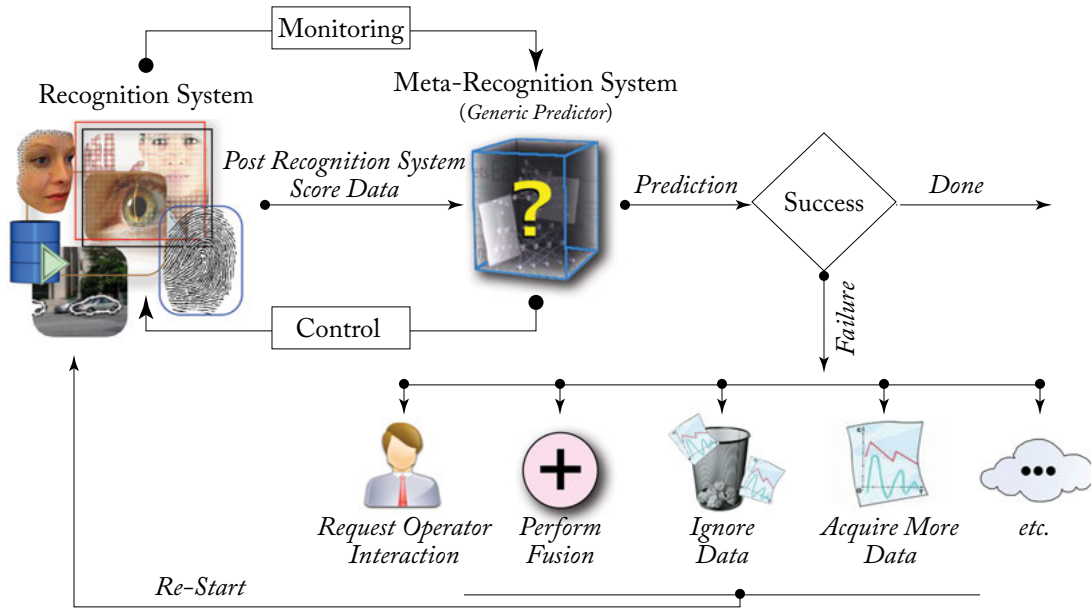 Monitoring
Recognition System
Meta-Recognition System
(Generic Predictor)
Post Recognition System
Score Data
?
Prediction
Success
Done
Control
Failure
+
...
Request Operator
Interaction
Perform
Fusion
Ignore
Data
Acquire More
Data
etc.
Re-Start